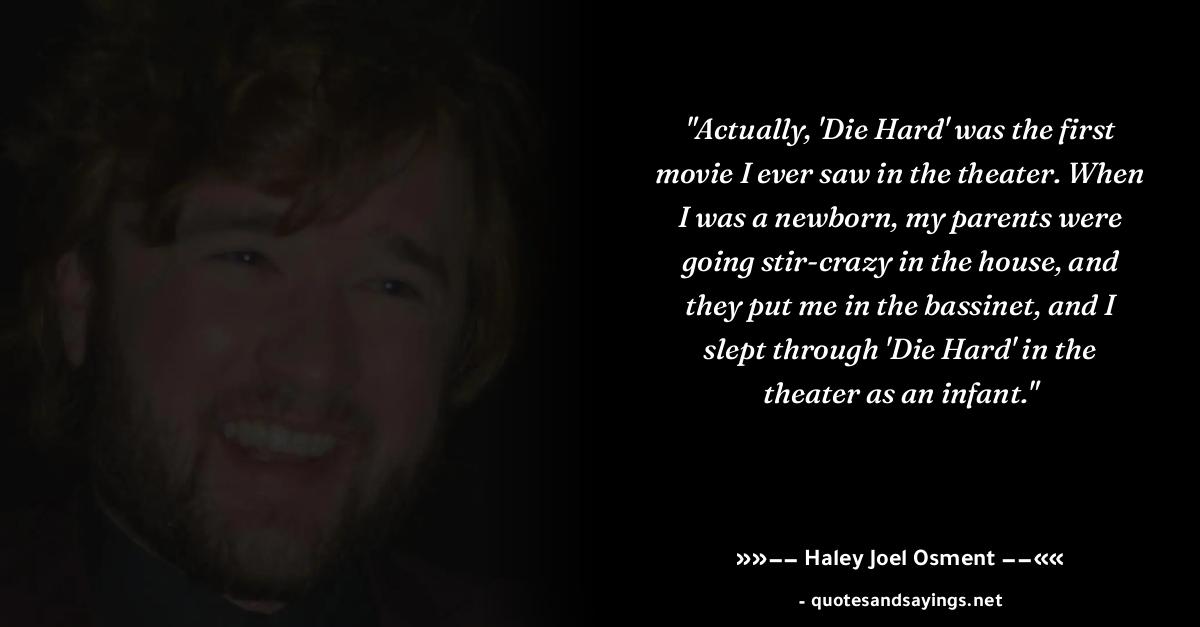 "Actually, 'Die Hard' was the first
movie I ever saw in the theater. When
I was a newborn, my parents were
going stir-crazy in the house, and
they put me in the bassinet, and I
slept through 'Die Hard' in the
theater as an infant."
»»−− Haley Joel Osment −−««
- quotesandsayings.net